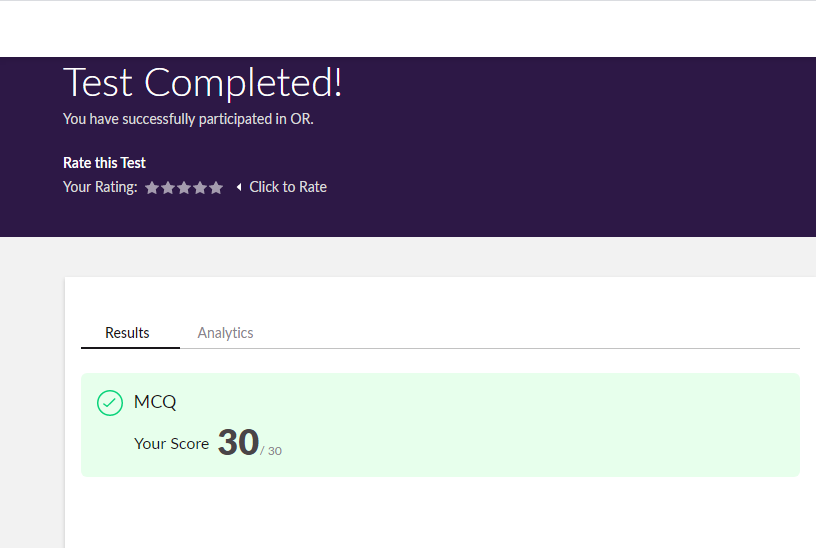 Test Completed!
You have successfully participated in OR.
Rate this Test
Your Rating: Click to Rate
Results Analytics
MCQ
Your Score 30 / 30